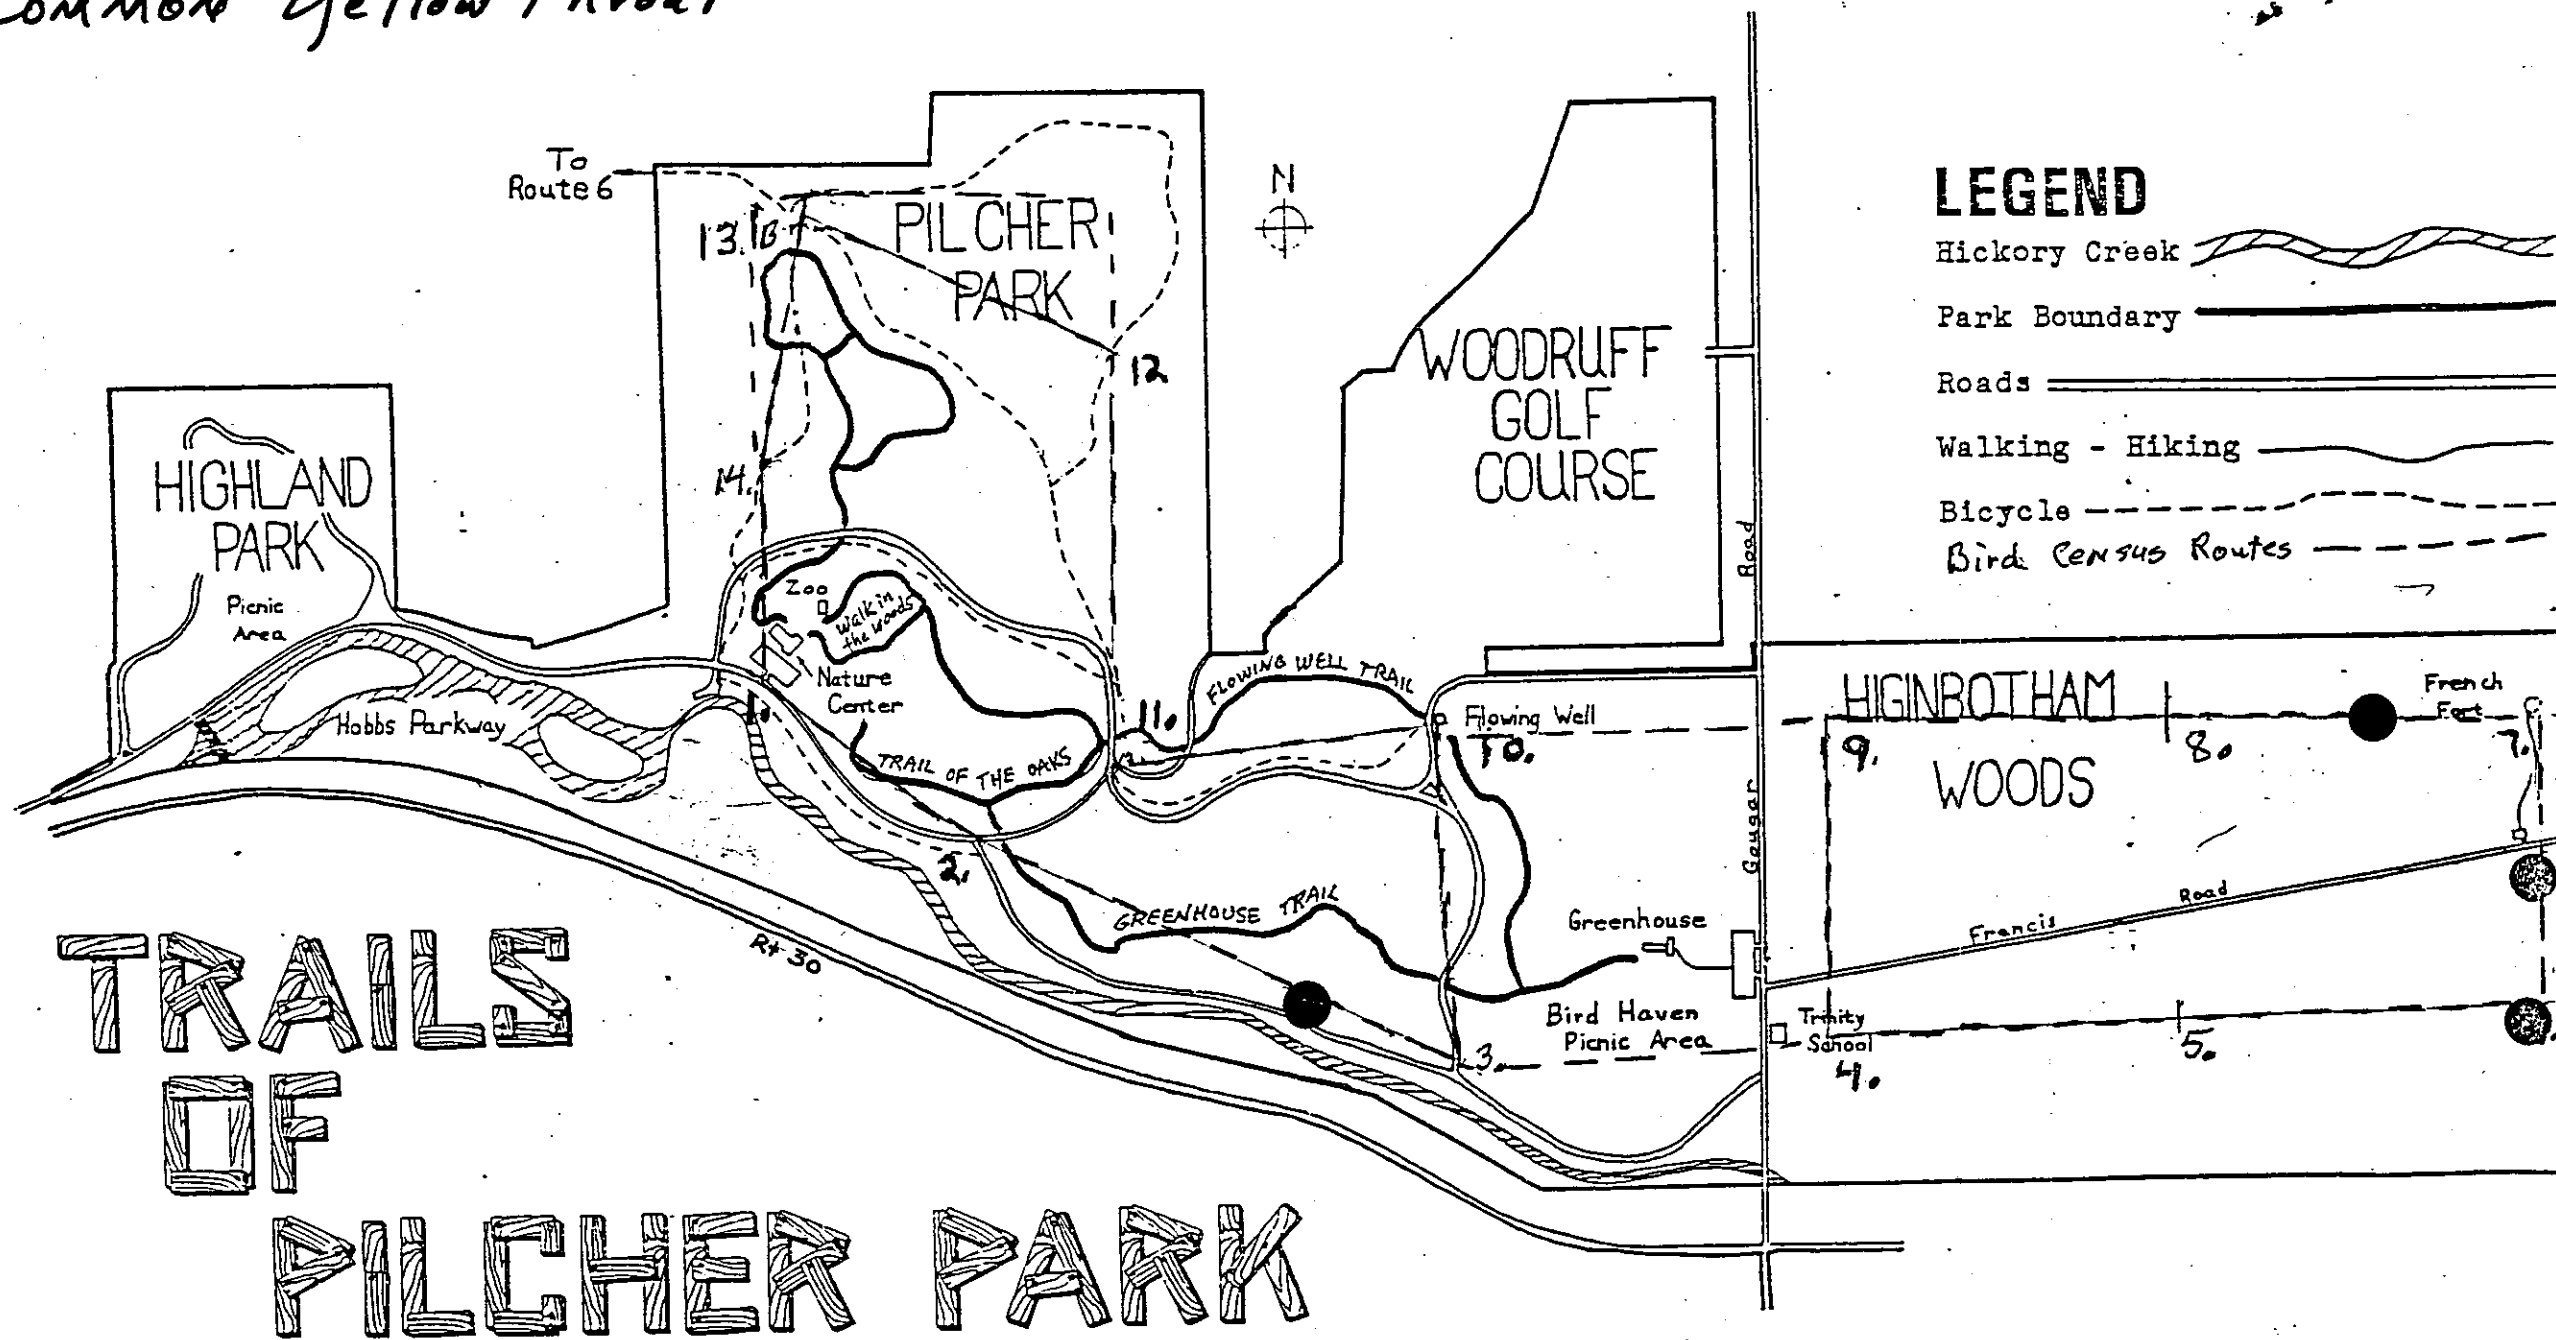 Common Yellow Throat
To
Route 6
N
PILCHER
PARK
13.
B
12
14.
WOODRUFF
GOLF
COURSE
HIGHLAND
PARK
Picnic
Area
Hobbs Parkway
Zoo
Walk in
the woods
Nature
Center
1.
TRAIL OF THE OAKS
11.
FLOWING WELL TRAIL
Flowing Well
10.
2.
GREENHOUSE TRAIL
Greenhouse
Bird Haven
Picnic Area
3.
Rt 30
Gougar
Road
LEGEND
Hickory Creek
Park Boundary
Roads
Walking - Hiking
Bicycle
Bird Census Routes
HIGINBOTHAM
WOODS
French
Fort
9.
8.
7.
Francis Road
Trinity
School
4.
5.
TRAILS
OF
PILCHER PARK